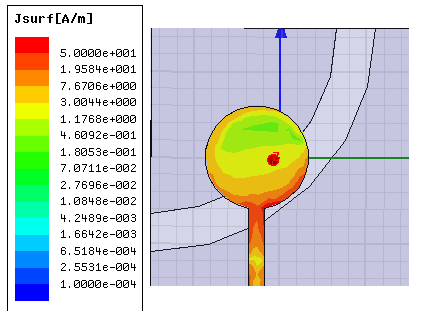 Jsurf[A/m]
5.0000e+001
1.9584e+001
7.6706e+000
3.0044e+000
1.1768e+000
4.6092e-001
1.8053e-001
7.0711e-002
2.7696e-002
1.0848e-002
4.2489e-003
1.6642e-003
6.5184e-004
2.5531e-004
1.0000e-004